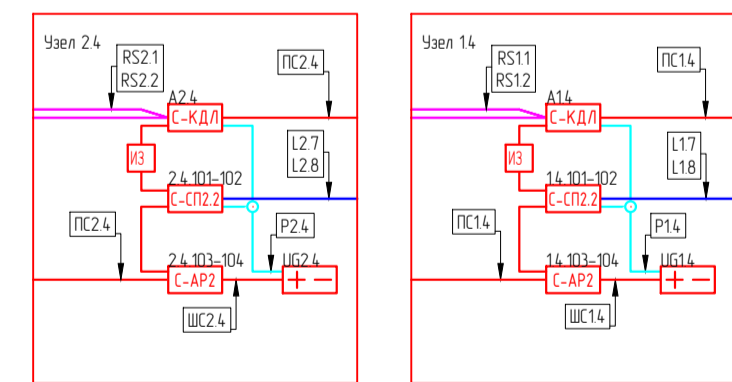 Узел 2.4
RS2.1
RS2.2
ПС2.4
А2.4
С-КДЛ
ИЗ
L2.7
L2.8
2.4.101-102
С-СП2.2
ПС2.4
Р2.4
2.4.103-104
С-АР2
UG2.4
+ -
ШС2.4
Узел 1.4
RS1.1
RS1.2
ПС1.4
А1.4
С-КДЛ
ИЗ
L1.7
L1.8
1.4.101-102
С-СП2.2
ПС1.4
Р1.4
1.4.103-104
С-АР2
UG1.4
+ -
ШС1.4